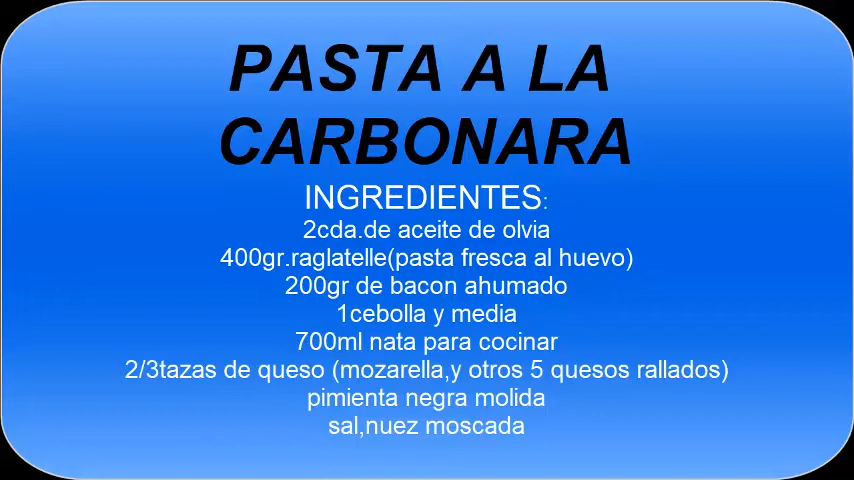 PASTA A LA
CARBONARA
INGREDIENTES:
2cda.de aceite de olvia
400gr.raglatelle(pasta fresca al huevo)
200gr de bacon ahumado
1cebolla y media
700ml nata para cocinar
2/3tazas de queso (mozarella,y otros 5 quesos rallados)
pimienta negra molida
sal,nuez moscada